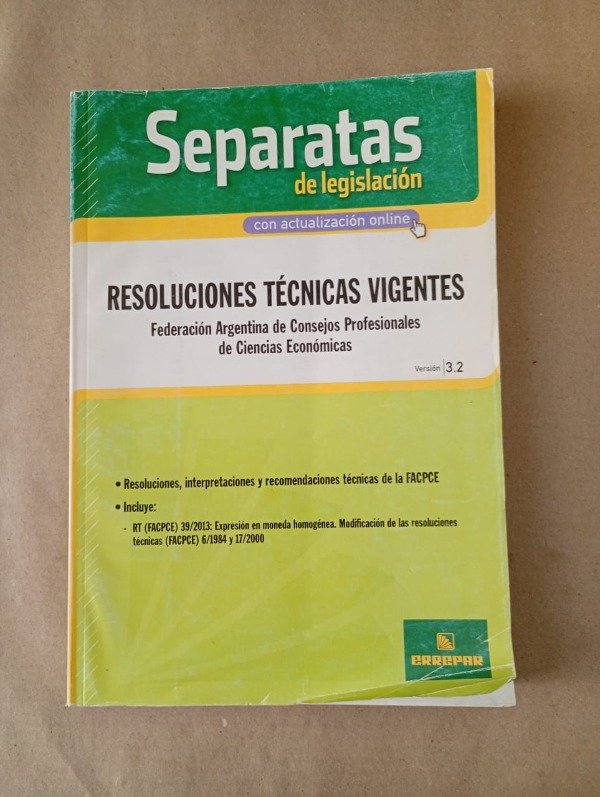 Separatas
de legislación
con actualización online
RESOLUCIONES TÉCNICAS VIGENTES
Federación Argentina de Consejos Profesionales
de Ciencias Económicas
Versión 3.2
• Resoluciones, interpretaciones y recomendaciones técnicas de la FACPCE
• Incluye:
- RT (FACPCE) 39/2013: Expresión en moneda homogénea. Modificación de las resoluciones
técnicas (FACPCE) 6/1984 y 17/2000
ERREPAR